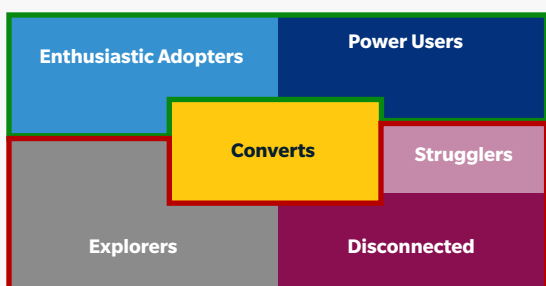 Enthusiastic Adopters
Power Users
Converts
Strugglers
Explorers
Disconnected